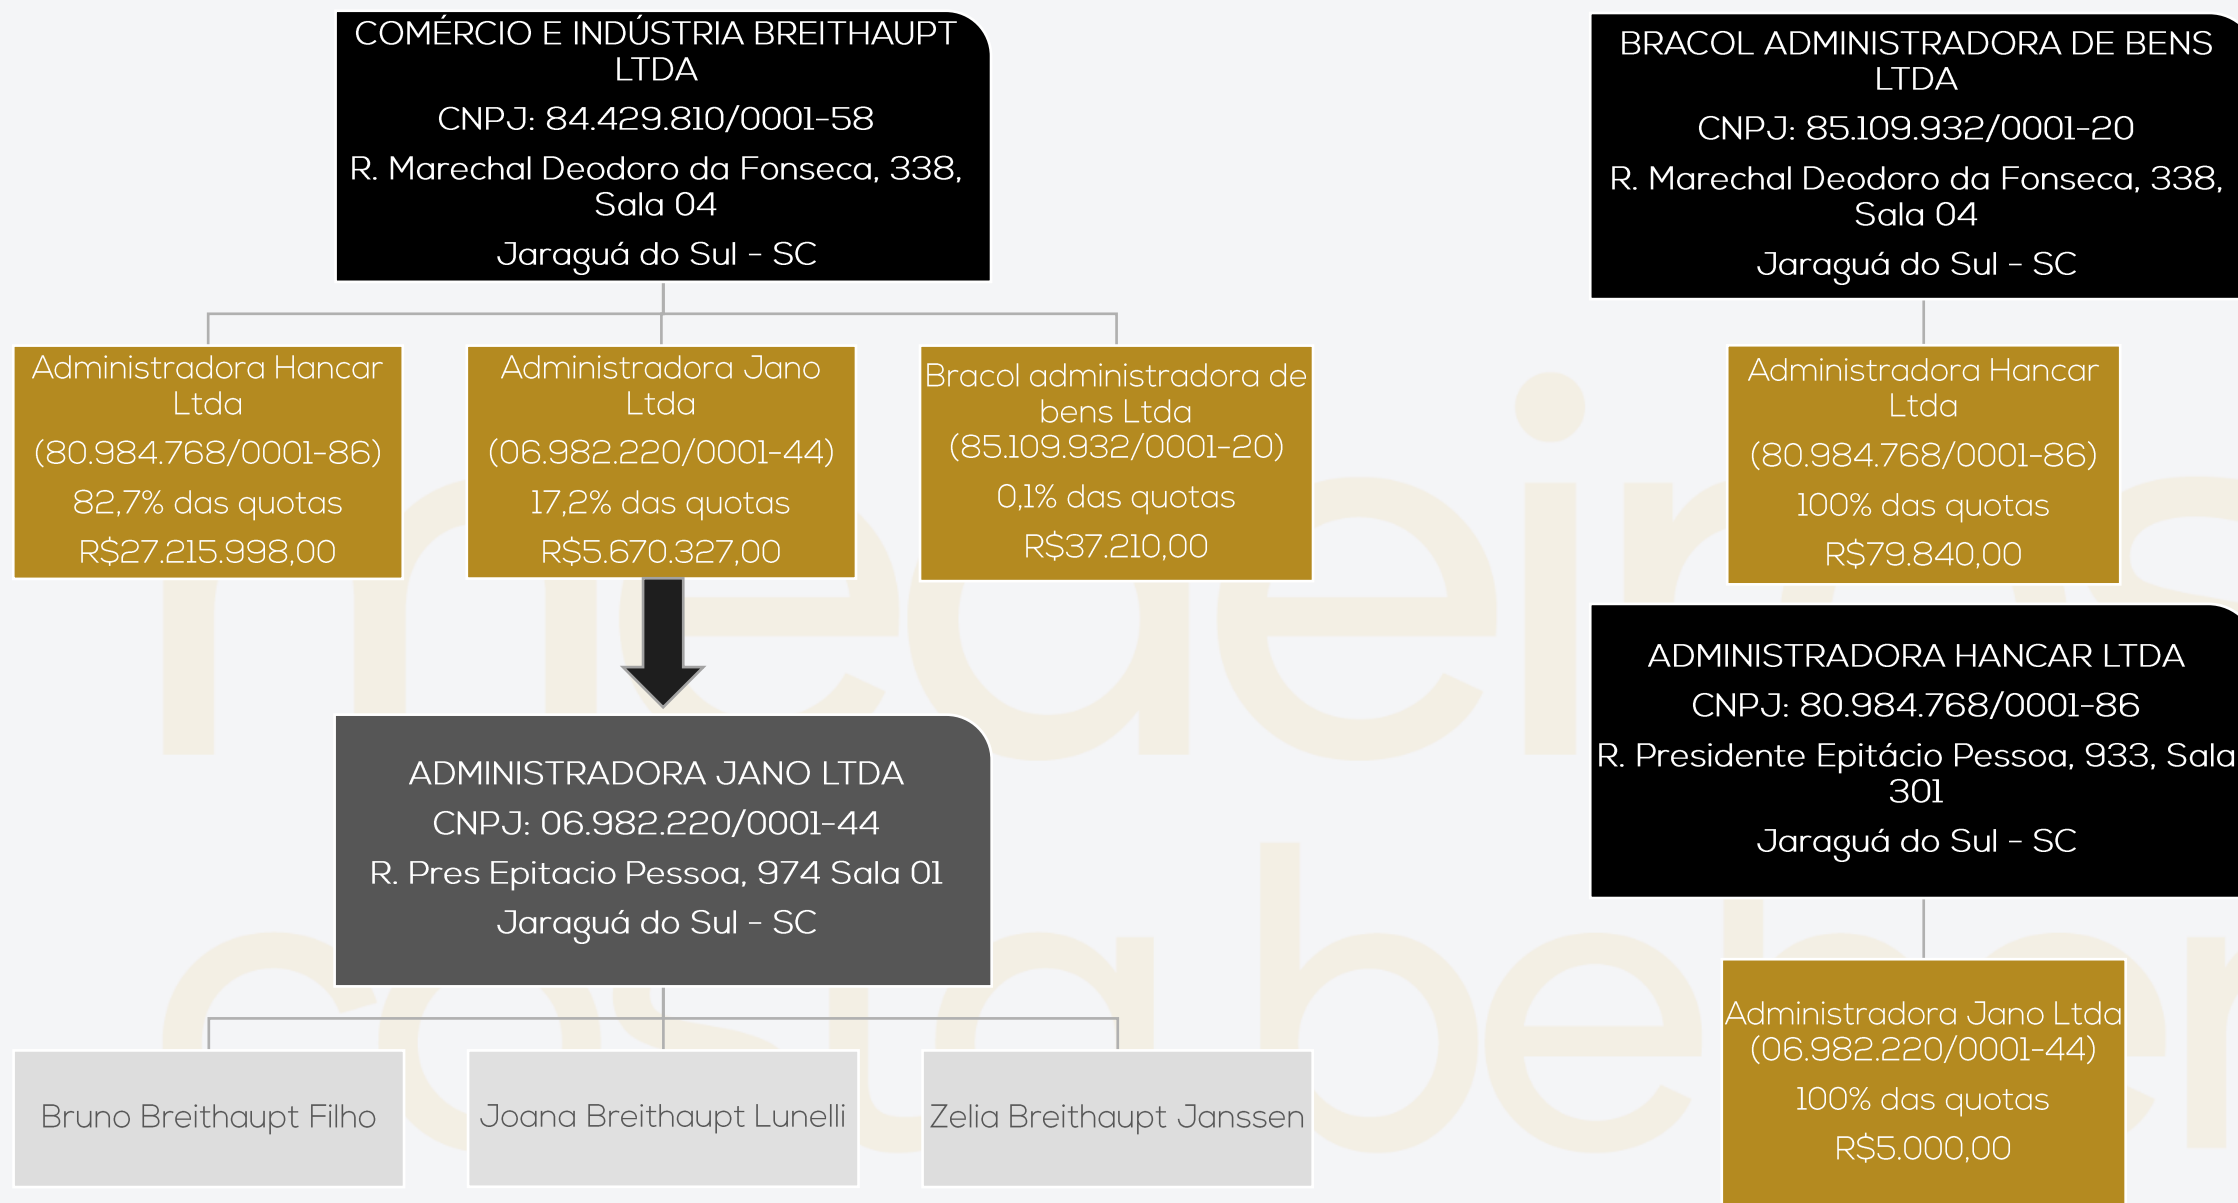 COMÉRCIO E INDÚSTRIA BREITHAUPT
LTDA
CNPJ: 84.429.810/0001-58
R. Marechal Deodoro da Fonseca, 338,
Sala 04
Jaraguá do Sul - SC
Administradora Hancar
Ltda
(80.984.768/0001-86)
82,7% das quotas
R$27.215.998,00
Administradora Jano
Ltda
(06.982.220/0001-44)
17,2% das quotas
R$5.670.327,00
Bracol administradora de
bens Ltda
(85.109.932/0001-20)
0,1% das quotas
R$37.210,00
ADMINISTRADORA JANO LTDA
CNPJ: 06.982.220/0001-44
R. Pres Epitacio Pessoa, 974 Sala 01
Jaraguá do Sul - SC
Bruno Breithaupt Filho
Joana Breithaupt Lunelli
Zelia Breithaupt Janssen
BRACOL ADMINISTRADORA DE BENS
LTDA
CNPJ: 85.109.932/0001-20
R. Marechal Deodoro da Fonseca, 338,
Sala 04
Jaraguá do Sul - SC
Administradora Hancar
Ltda
(80.984.768/0001-86)
100% das quotas
R$79.840,00
ADMINISTRADORA HANCAR LTDA
CNPJ: 80.984.768/0001-86
R. Presidente Epitácio Pessoa, 933, Sala
301
Jaraguá do Sul - SC
Administradora Jano Ltda
(06.982.220/0001-44)
100% das quotas
R$5.000,00
medeiros
costa